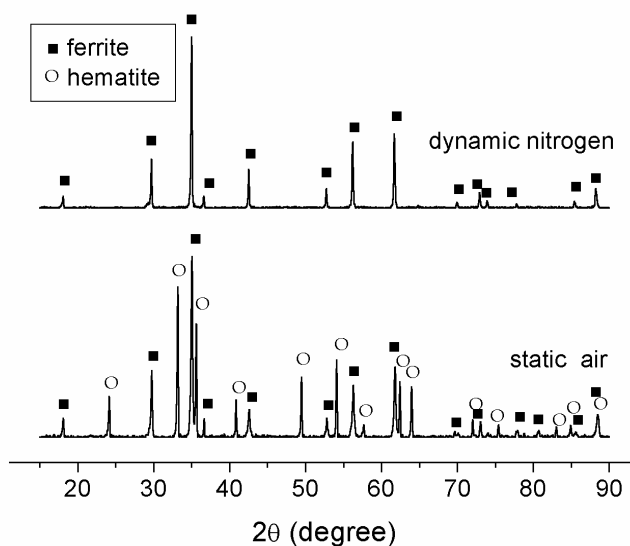 ■ ferrite
○ hematite
dynamic nitrogen
static air
20 30 40 50 60 70 80 90
2θ (degree)